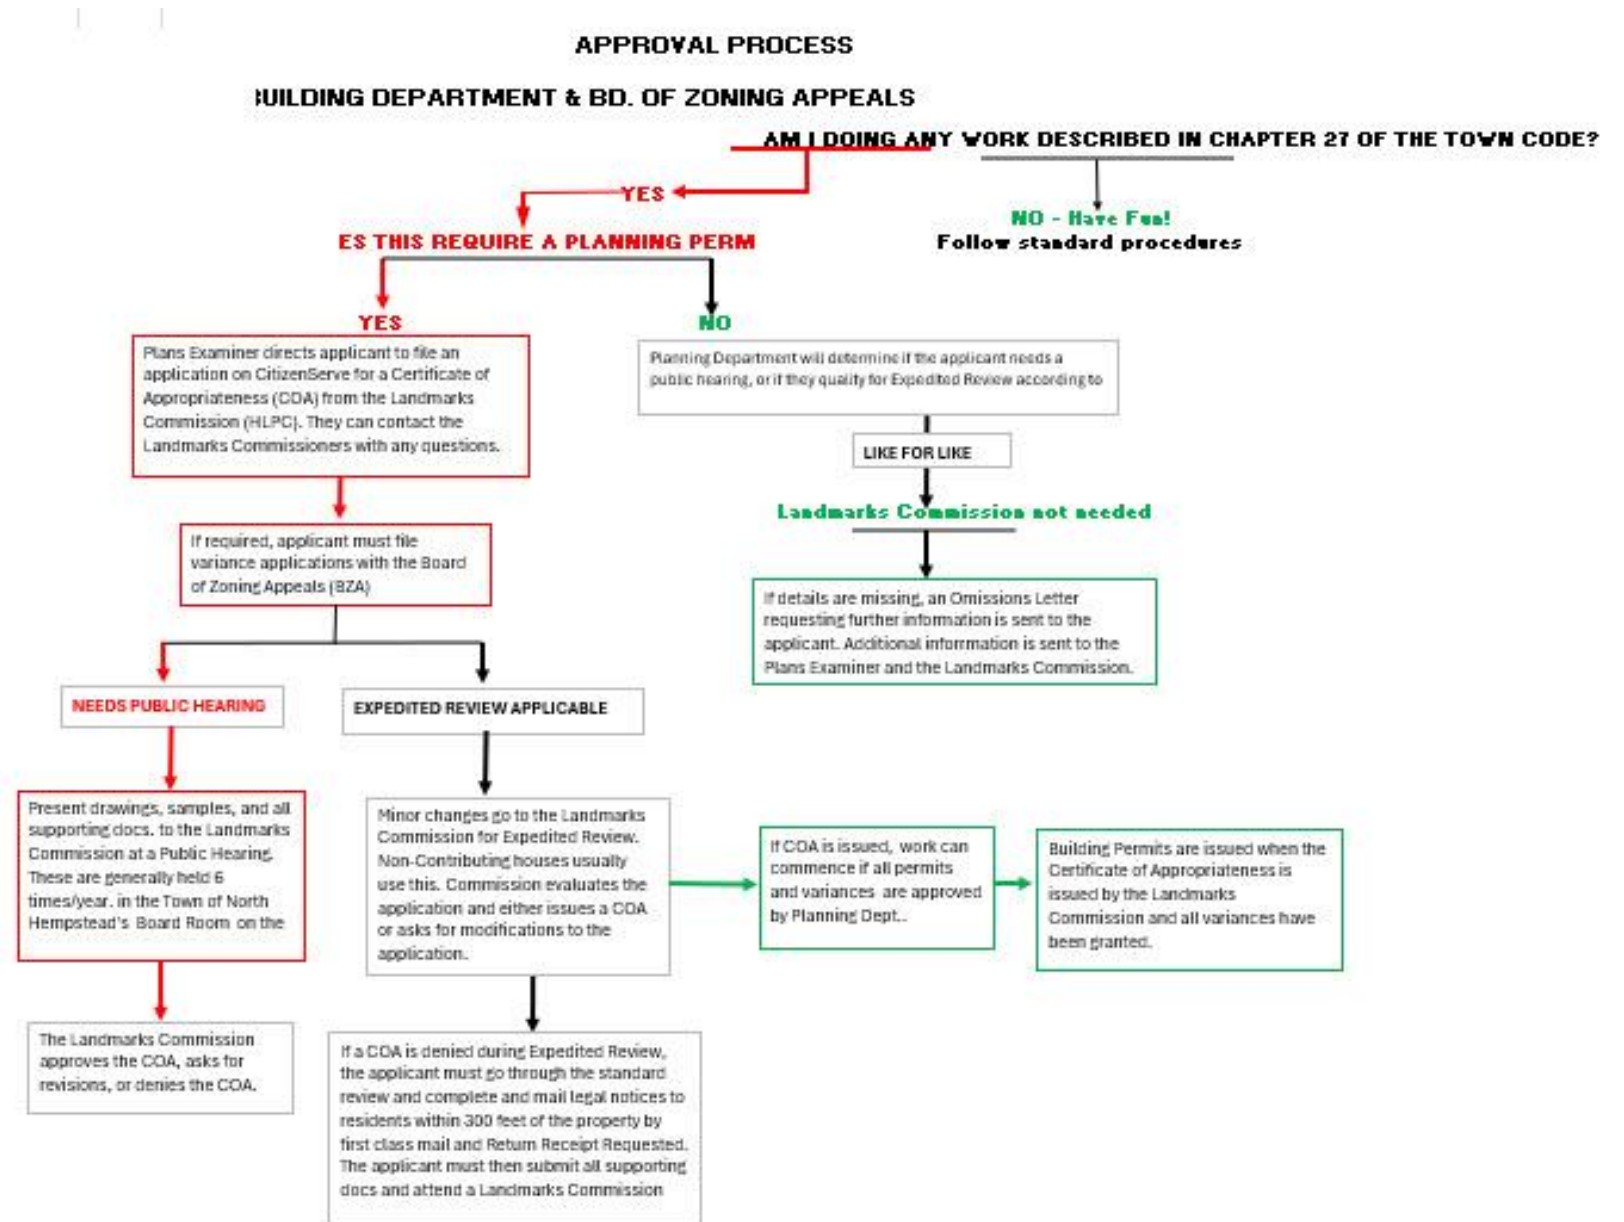 APPROVAL PROCESS
BUILDING DEPARTMENT & BD. OF ZONING APPEALS
AM I DOING ANY WORK DESCRIBED IN CHAPTER 27 OF THE TOWN CODE?
YES
NO - Have Fun!
Follow standard procedures
ES THIS REQUIRE A PLANNING PERM
YES
NO
Plans Examiner directs applicant to file an
application on CitizenServe for a Certificate of
Appropriateness (COA) from the Landmarks
Commission (HLPC). They can contact the
Landmarks Commissioners with any questions.
Planning Department will determine if the applicant needs a
public hearing, or if they qualify for Expedited Review according to
LIKE FOR LIKE
Landmarks Commission not needed
If required, applicant must file
variance applications with the Board
of Zoning Appeals (BZA)
If details are missing, an Omissions Letter
requesting further information is sent to the
applicant. Additional information is sent to the
Plans Examiner and the Landmarks Commission.
NEEDS PUBLIC HEARING
EXPEDITED REVIEW APPLICABLE
Present drawings, samples, and all
supporting docs. to the Landmarks
Commission at a Public Hearing.
These are generally held 6
times/year. in the Town of North
Hempstead's Board Room on the
Minor changes go to the Landmarks
Commission for Expedited Review.
Non-Contributing houses usually
use this. Commission evaluates the
application and either issues a COA
or asks for modifications to the
application.
If COA is issued, work can
commence if all permits
and variances are approved
by Planning Dept..
Building Permits are issued when the
Certificate of Appropriateness is
issued by the Landmarks
Commission and all variances have
been granted.
The Landmarks Commission
approves the COA, asks for
revisions, or denies the COA.
If a COA is denied during Expedited Review,
the applicant must go through the standard
review and complete and mail legal notices to
residents within 300 feet of the property by
first class mail and Return Receipt Requested.
The applicant must then submit all supporting
docs and attend a Landmarks Commission